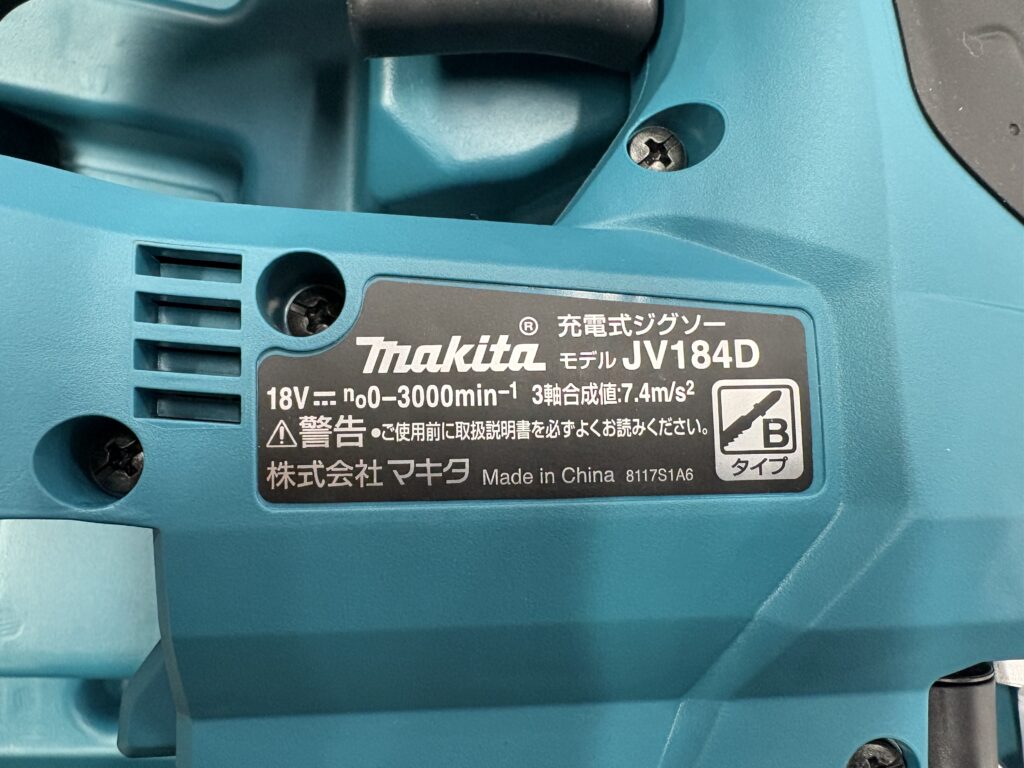 充電式ジグソー
makita® モデル JV184D
18V⎓ n₀0–3000min⁻¹ 3軸合成値:7.4m/s²
⚠警告 •ご使用前に取扱説明書を必ずよくお読みください。
株式会社 マキタ Made in China 8117S1A6
B
タイプ